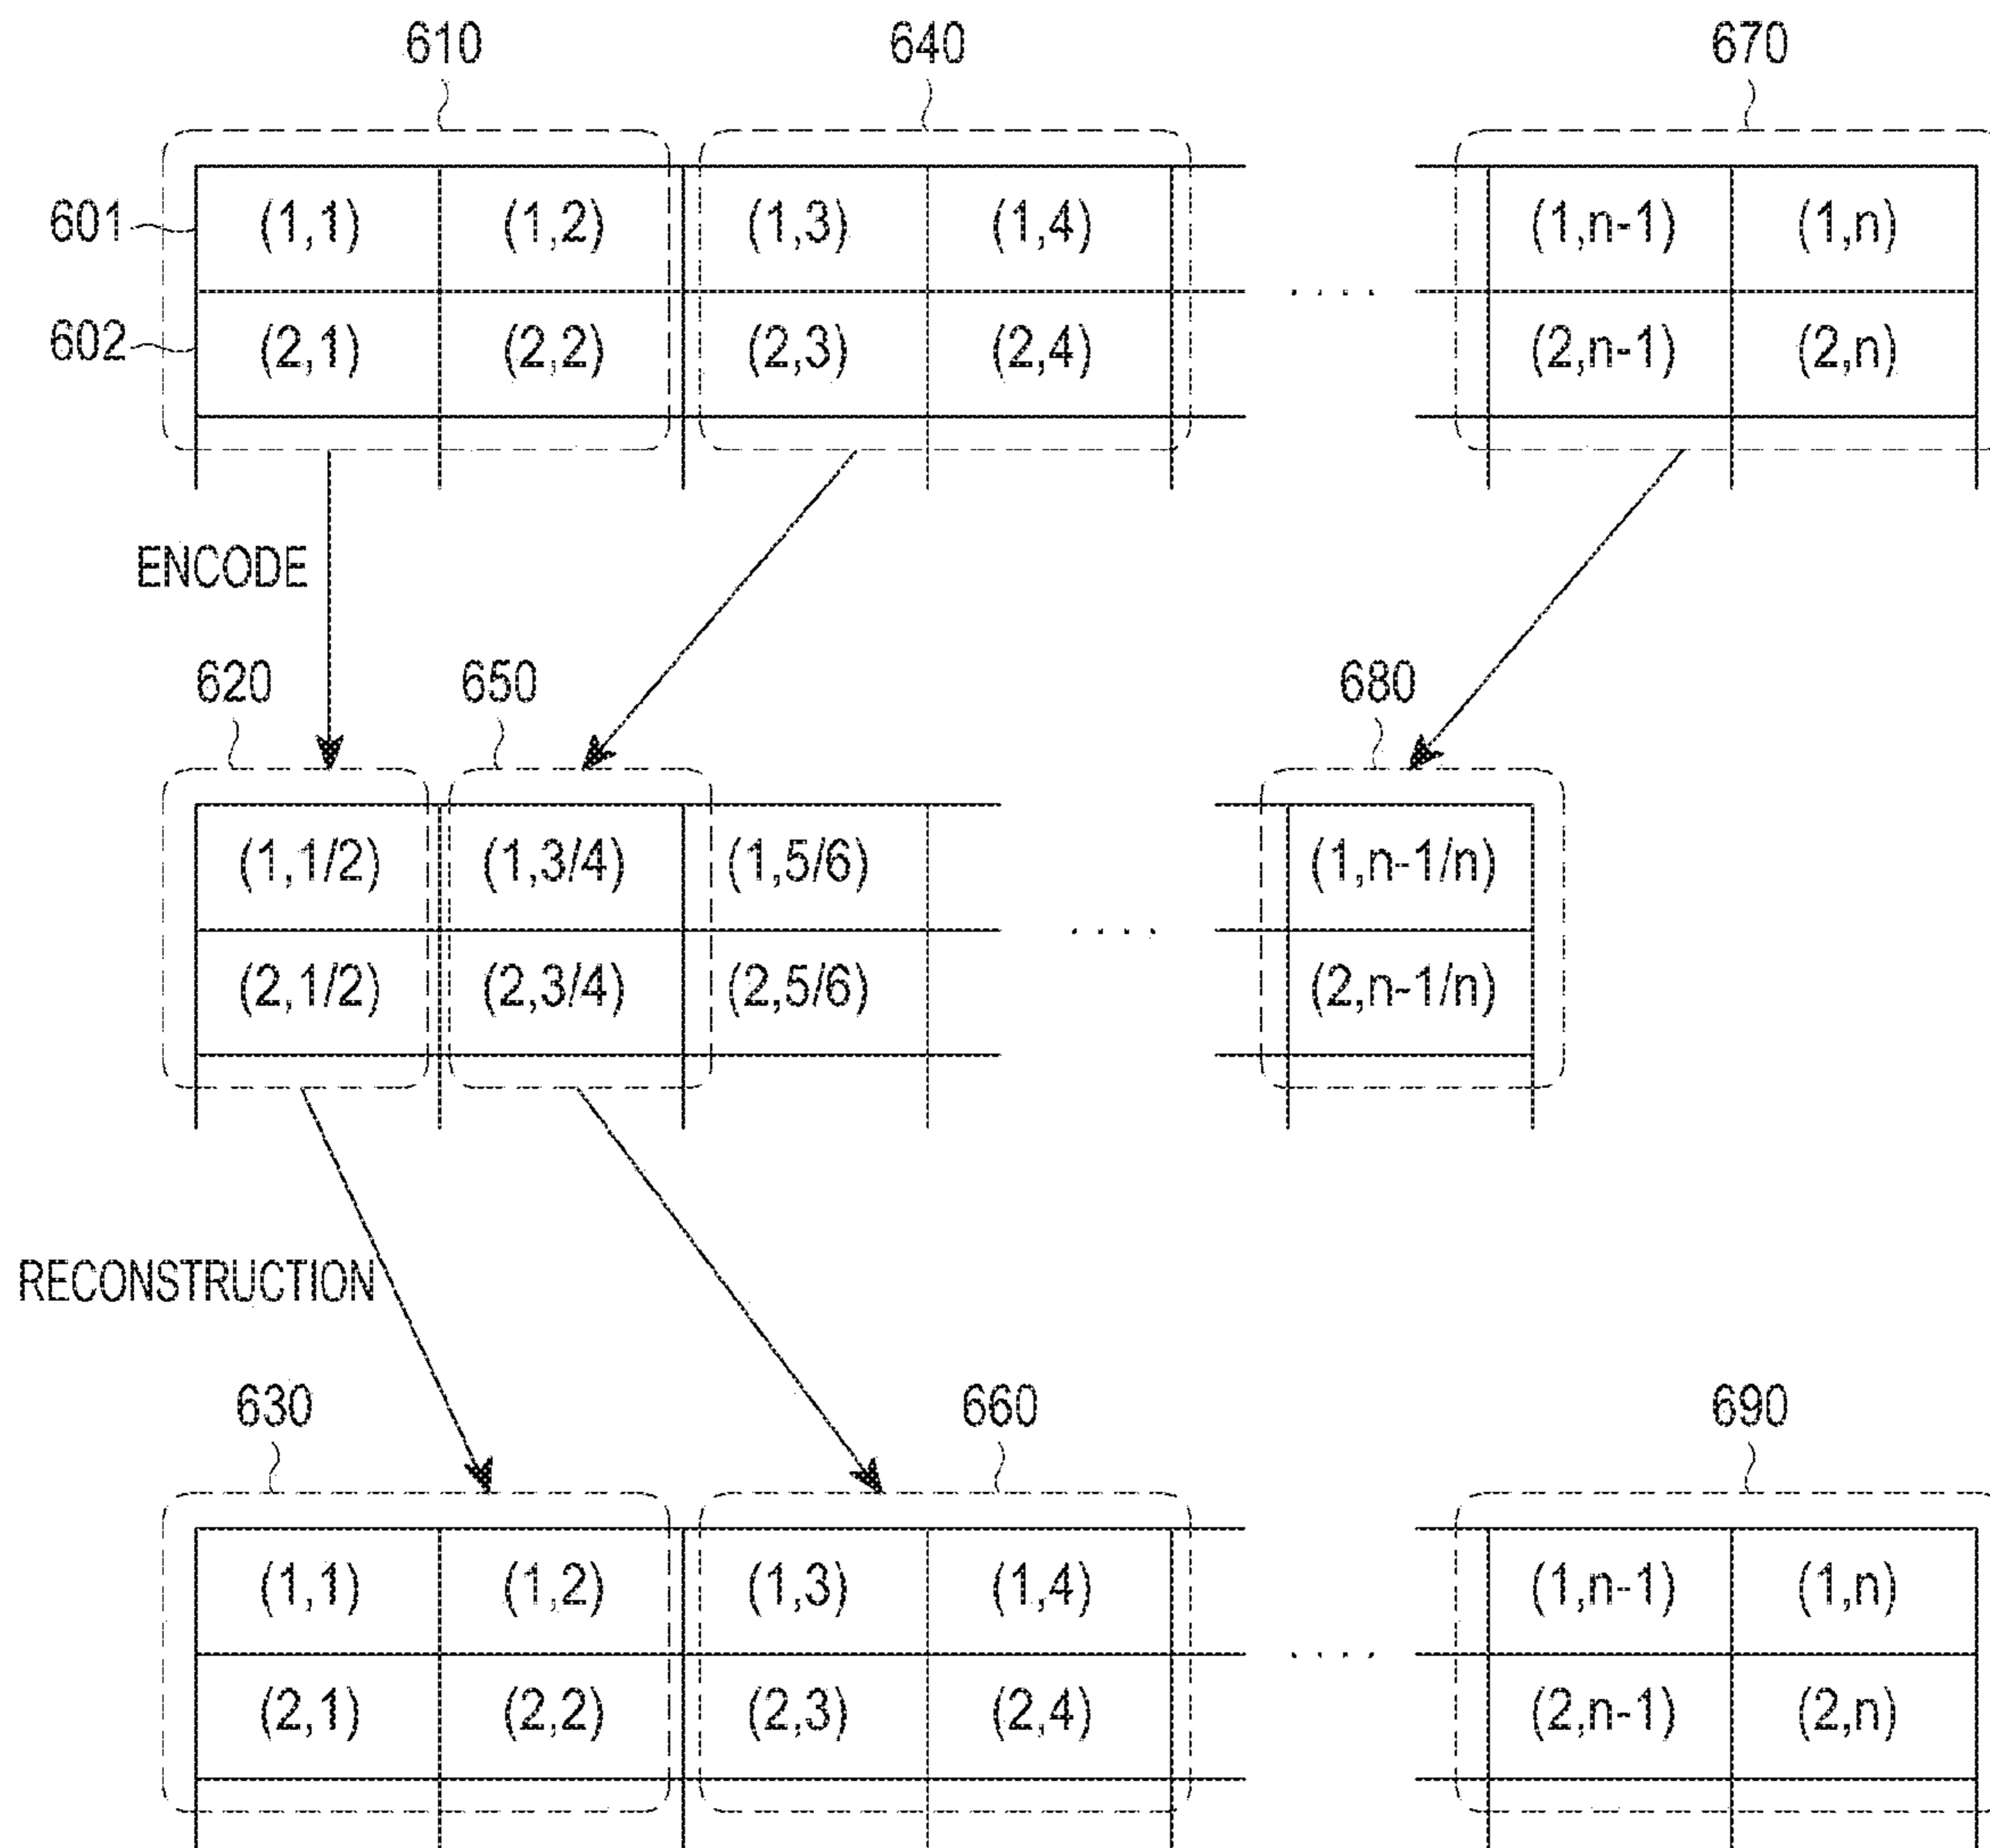 610 640 670
601 (1,1) (1,2) (1,3) (1,4) (1,n-1) (1,n)
. . . .
602 (2,1) (2,2) (2,3) (2,4) (2,n-1) (2,n)
ENCODE
620 650 680
(1,1/2) (1,3/4) (1,5/6) (1,n-1/n)
. . . .
(2,1/2) (2,3/4) (2,5/6) (2,n-1/n)
RECONSTRUCTION
630 660 690
(1,1) (1,2) (1,3) (1,4) (1,n-1) (1,n)
. . . .
(2,1) (2,2) (2,3) (2,4) (2,n-1) (2,n)